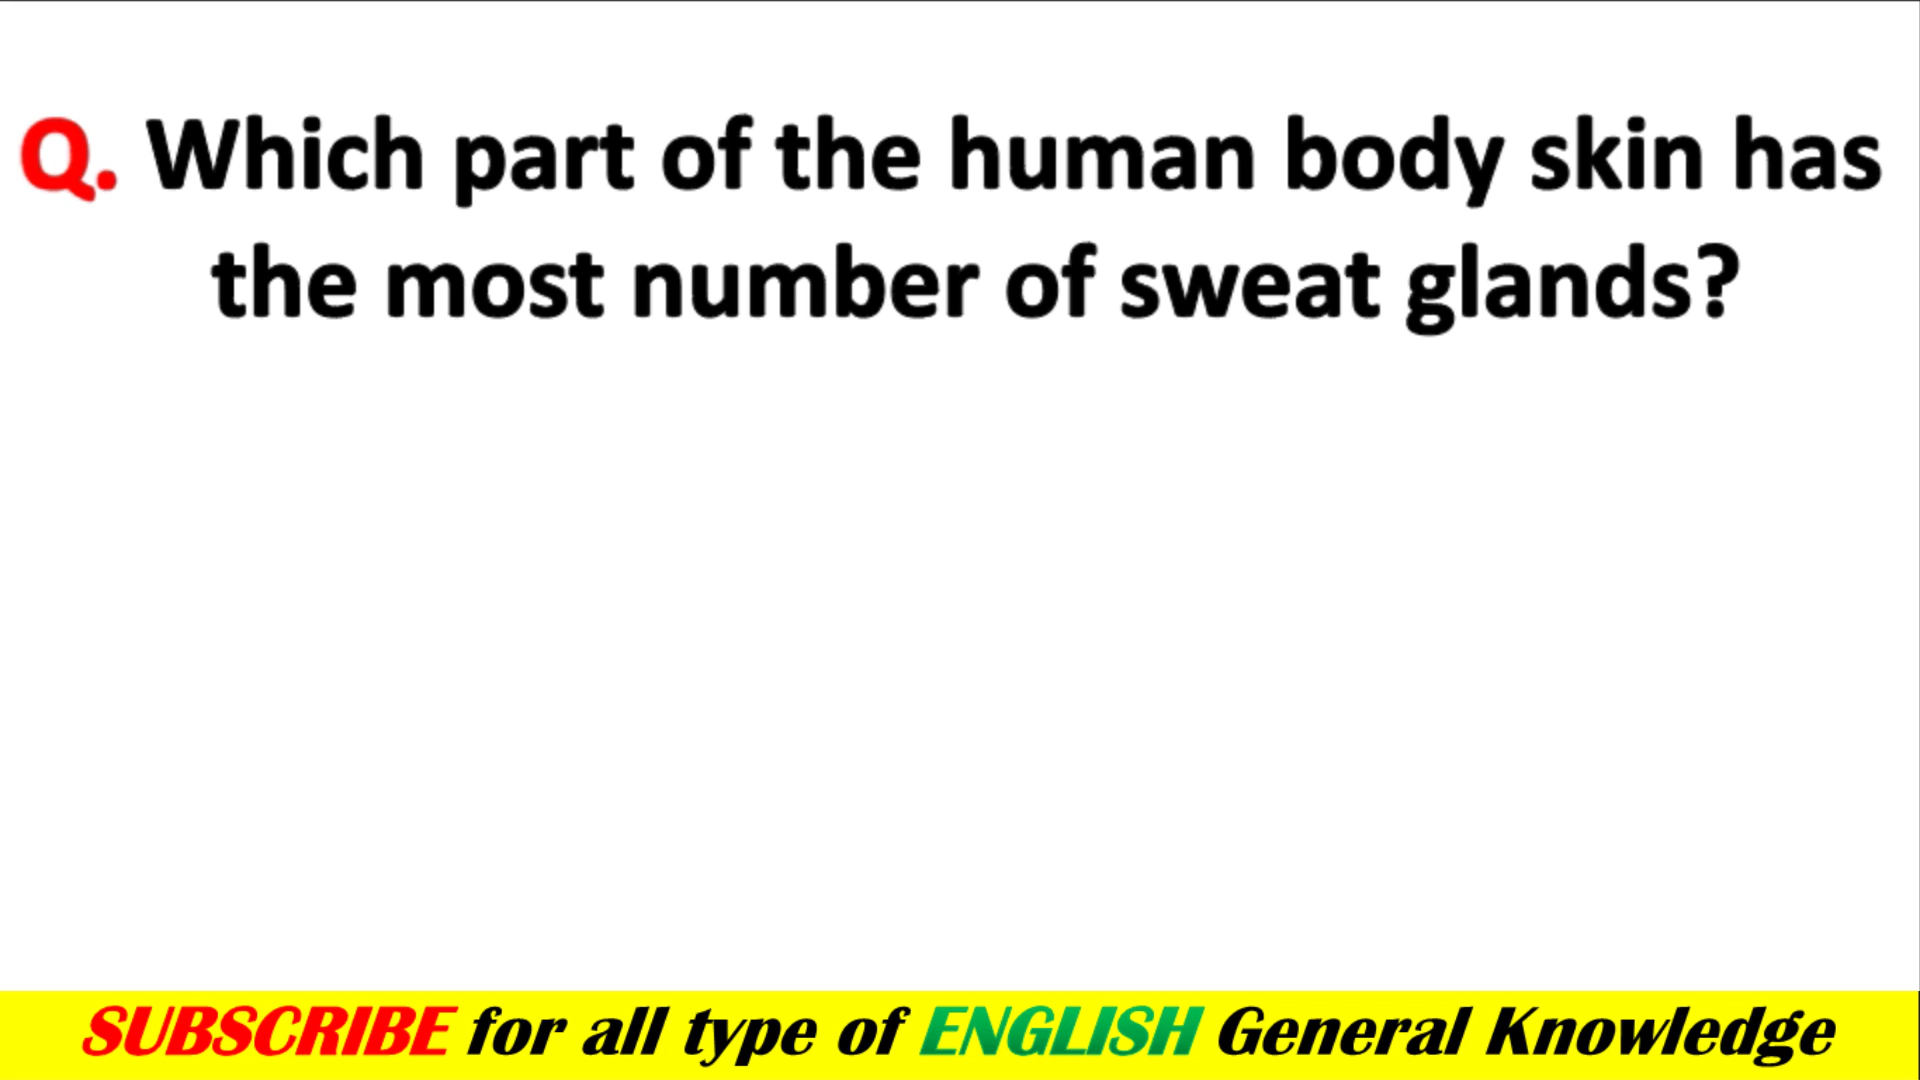 Q. Which part of the human body skin has
the most number of sweat glands?
SUBSCRIBE for all type of ENGLISH General Knowledge